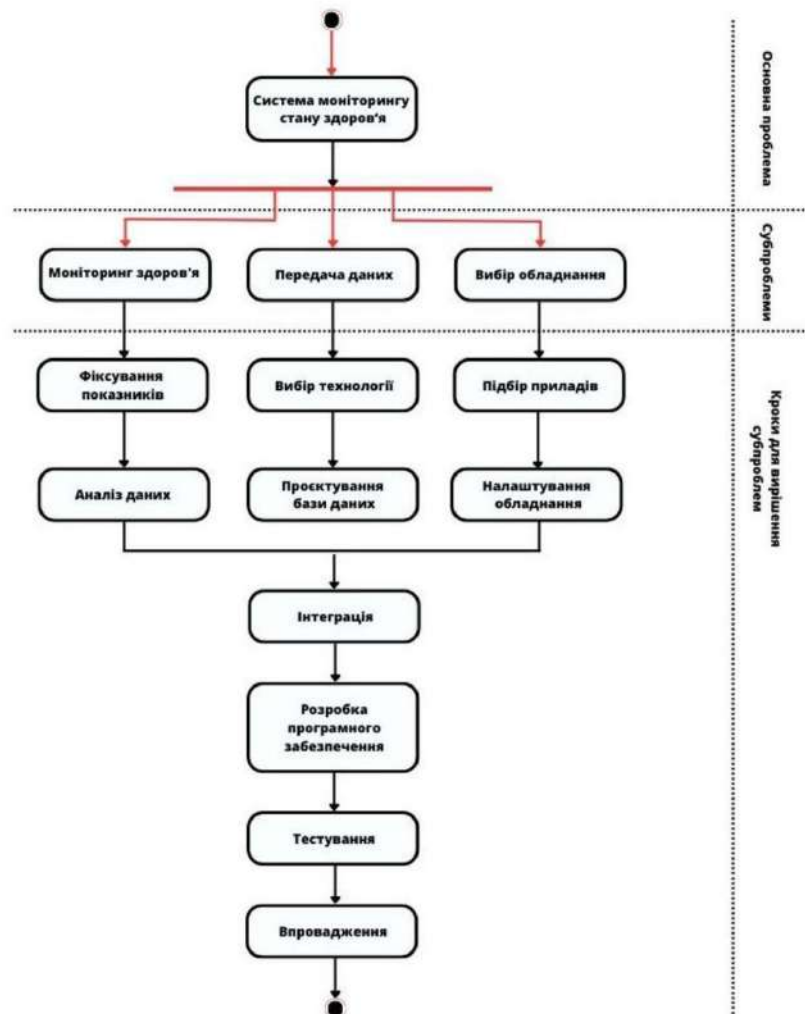 Система моніторингу
стану здоров'я
Основна проблема
Моніторинг здоров'я
Передача даних
Вибір обладнання
Субпроблеми
Фіксування
показників
Вибір технології
Підбір приладів
Аналіз даних
Проєктування
бази даних
Налаштування
обладнання
Кроки для вирішення
субпроблем
Інтеграція
Розробка
програмного
забезпечення
Тестування
Впровадження